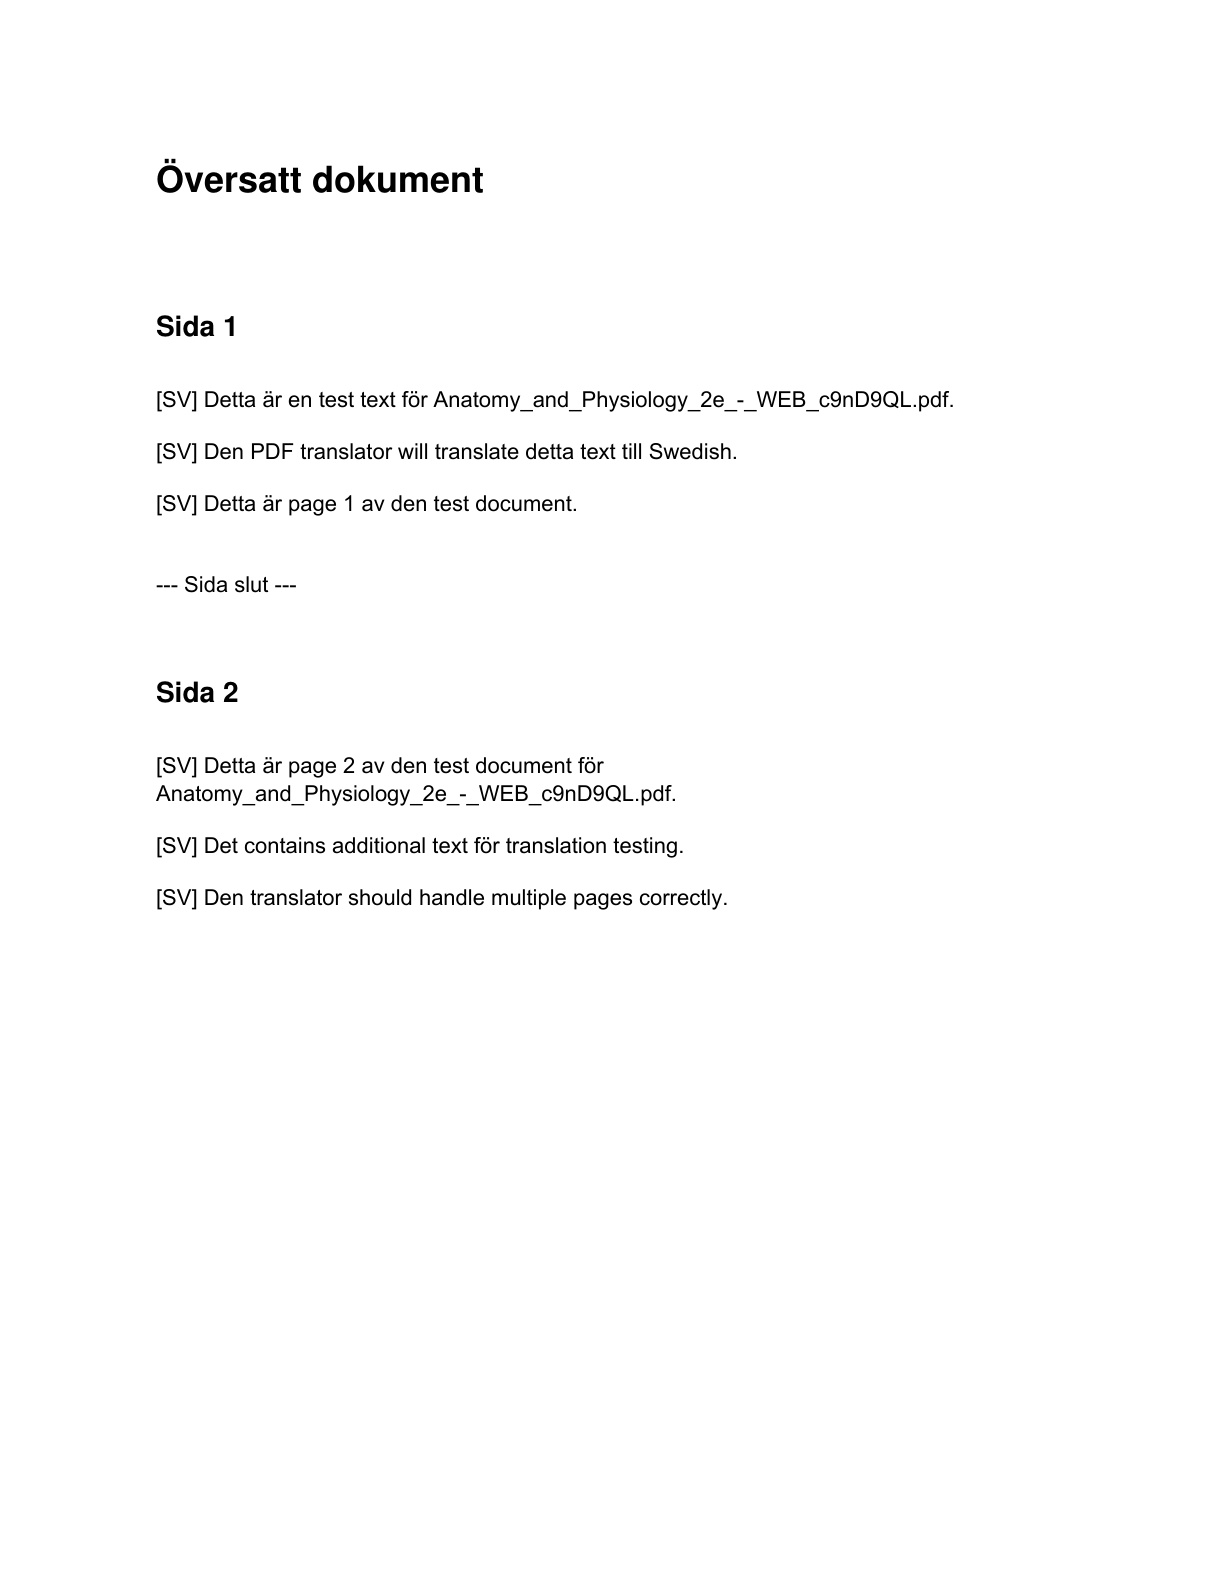 Översatt dokument
Sida 1
[SV] Detta är en test text för Anatomy_and_Physiology_2e_-_WEB_c9nD9QL.pdf.
[SV] Den PDF translator will translate detta text till Swedish.
[SV] Detta är page 1 av den test document.
--- Sida slut ---
Sida 2
[SV] Detta är page 2 av den test document för
Anatomy_and_Physiology_2e_-_WEB_c9nD9QL.pdf.
[SV] Det contains additional text för translation testing.
[SV] Den translator should handle multiple pages correctly.